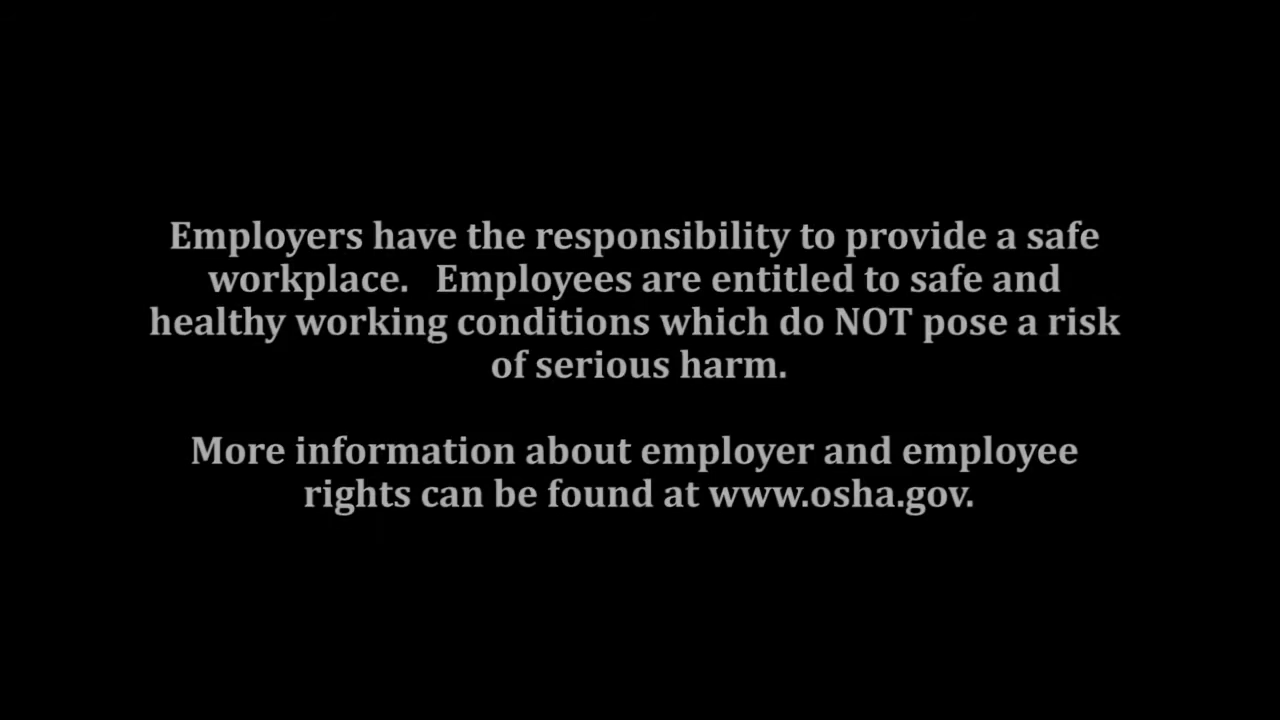 Employers have the responsibility to provide a safe
workplace.   Employees are entitled to safe and
healthy working conditions which do NOT pose a risk
of serious harm.
More information about employer and employee
rights can be found at www.osha.gov.